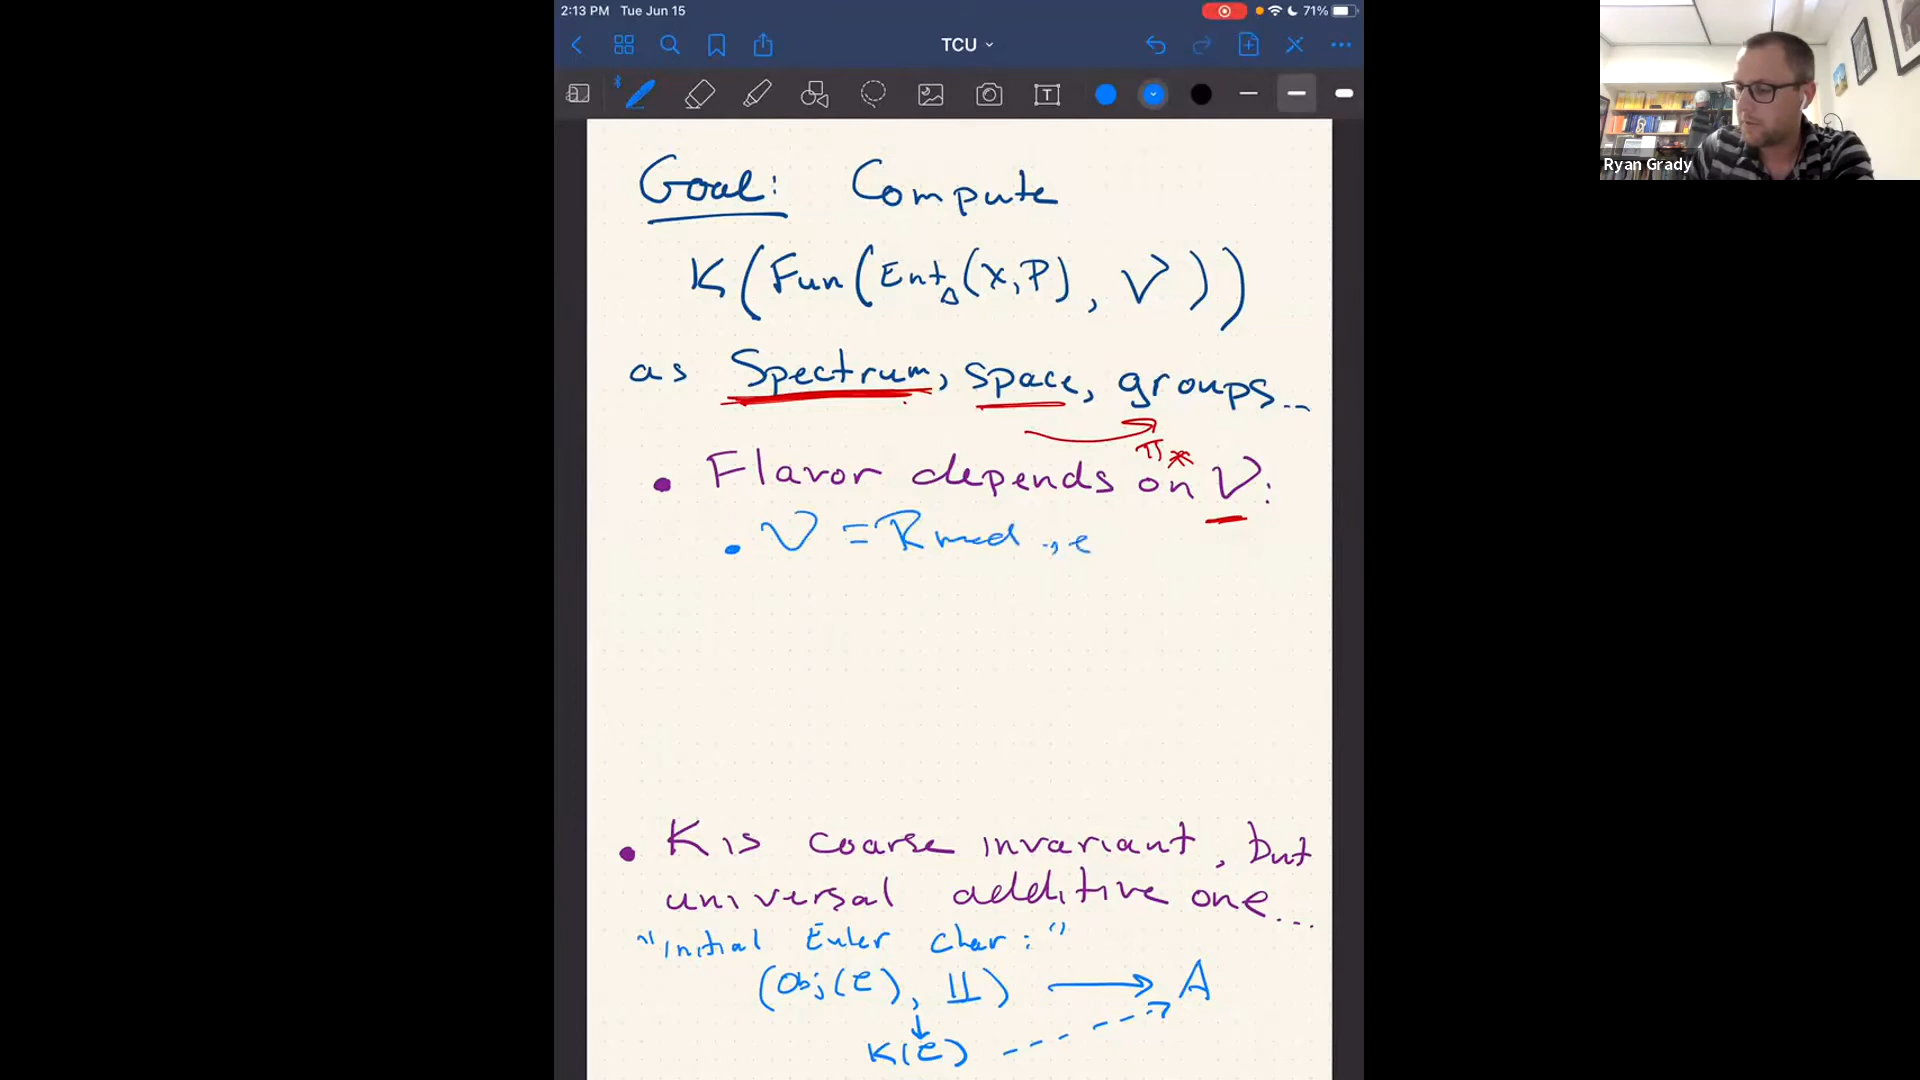 2:13 PM Tue Jun 15
71%
TCU
T
Ryan Grady
Goal: Compute
K(Fun(Ent_Δ(X,P), V))
as Spectrum, space, groups...
π*
• Flavor depends on V:
• V = Rmod
• K is coarse invariant, but
universal additive one...
"Initial Euler char:"
(Obj(C), ∐) → A
↓
K(C)